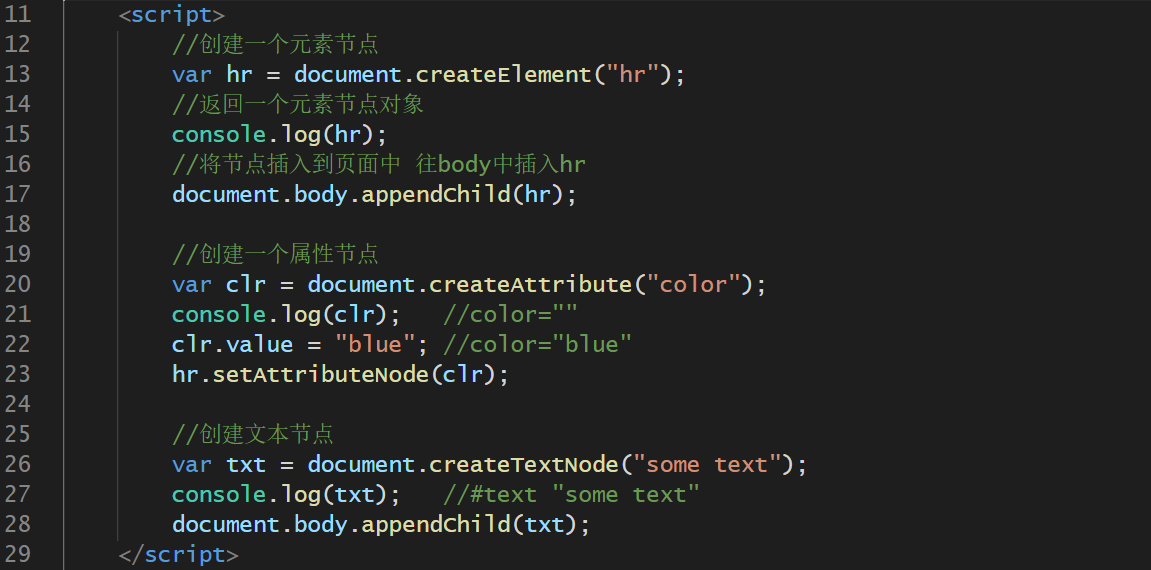 11 <script>
12 //创建一个元素节点
13 var hr = document.createElement("hr");
14 //返回一个元素节点对象
15 console.log(hr);
16 //将节点插入到页面中 往body中插入hr
17 document.body.appendChild(hr);
18
19 //创建一个属性节点
20 var clr = document.createAttribute("color");
21 console.log(clr); //color=""
22 clr.value = "blue"; //color="blue"
23 hr.setAttributeNode(clr);
24
25 //创建文本节点
26 var txt = document.createTextNode("some text");
27 console.log(txt); //#text "some text"
28 document.body.appendChild(txt);
29 </script>